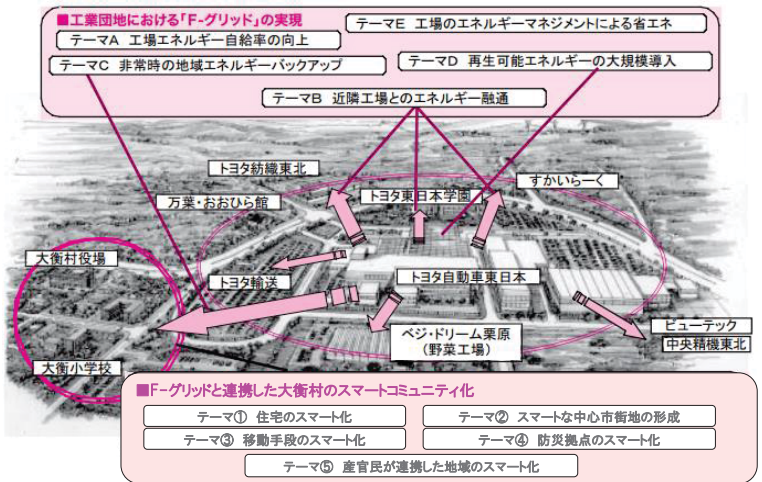 ■工業団地における「F-グリッド」の実現
テーマE 工場のエネルギーマネジメントによる省エネ
テーマA 工場エネルギー自給率の向上
テーマC 非常時の地域エネルギーバックアップ
テーマD 再生可能エネルギーの大規模導入
テーマB 近隣工場とのエネルギー融通
トヨタ紡織東北
すかいらーく
トヨタ東日本学園
万葉・おおひら館
大衡村役場
トヨタ輸送
トヨタ自動車東日本
ビューテック
中央精機東北
ベジ・ドリーム栗原
(野菜工場)
大衡小学校
■F-グリッドと連携した大衡村のスマートコミュニティ化
テーマ① 住宅のスマート化
テーマ② スマートな中心市街地の形成
テーマ③ 移動手段のスマート化
テーマ④ 防災拠点のスマート化
テーマ⑤ 産官民が連携した地域のスマート化